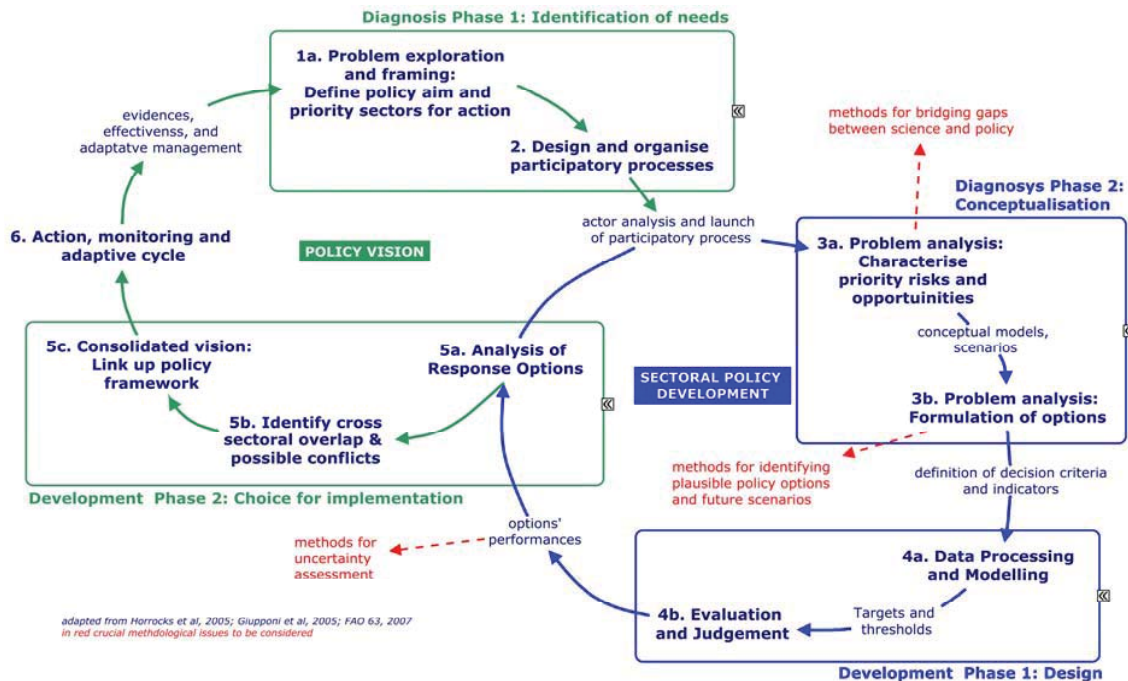 Diagnosis Phase 1: Identification of needs
1a. Problem exploration
and framing:
Define policy aim and
priority sectors for action
2. Design and organise
participatory processes
evidences,
effectivenss, and
adaptatve management
methods for bridging gaps
between science and policy
Diagnosys Phase 2:
Conceptualisation
actor analysis and launch
of participatory process
6. Action, monitoring and
adaptive cycle
POLICY VISION
3a. Problem analysis:
Characterise
priority risks and
opportuinities
conceptual models,
scenarios
3b. Problem analysis:
Formulation of options
5c. Consolidated vision:
Link up policy
framework
5a. Analysis of
Response Options
SECTORAL POLICY
DEVELOPMENT
5b. Identify cross
sectoral overlap &
possible conflicts
Development Phase 2: Choice for implementation
methods for identifying
plausible policy options
and future scenarios
definition of decision criteria
and indicators
options'
performances
methods for
uncertainty
assessment
4a. Data Processing
and Modelling
4b. Evaluation
and Judgement
Targets and
thresholds
adapted from Horrocks et al, 2005; Giupponi et al, 2005; FAO 63, 2007
in red crucial methdological issues to be considered
Development Phase 1: Design